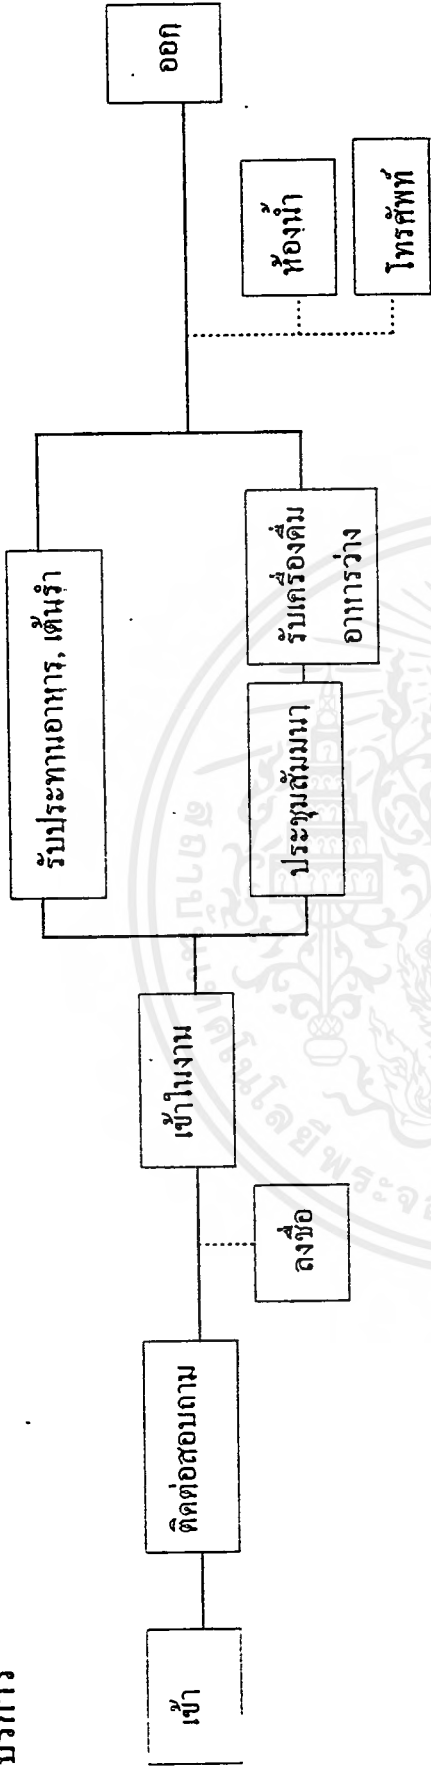 เข้า
ติดต่อสอบถาม
ลงชื่อ
เข้าในงาน
รับประทานอาหาร, เต้นรำ
ประชุมสัมมนา
รับเครื่องดื่ม
อาหารว่าง
ห้องน้ำ
โทรศัพท์
ออก